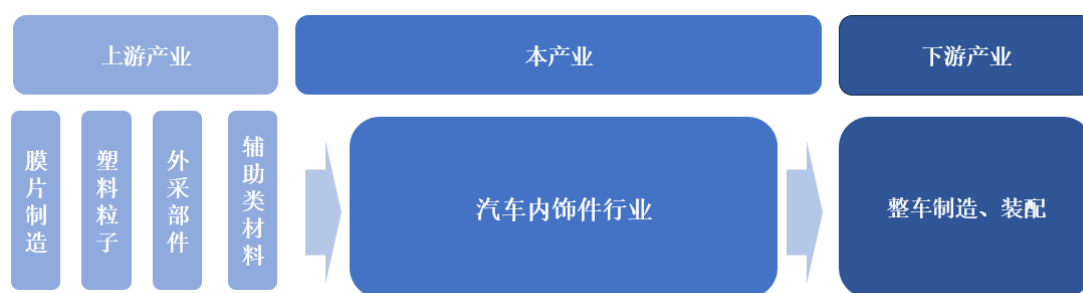 上游产业
本产业
下游产业
膜片制造
塑料粒子
外采部件
辅助类材料
汽车内饰件行业
整车制造、装配